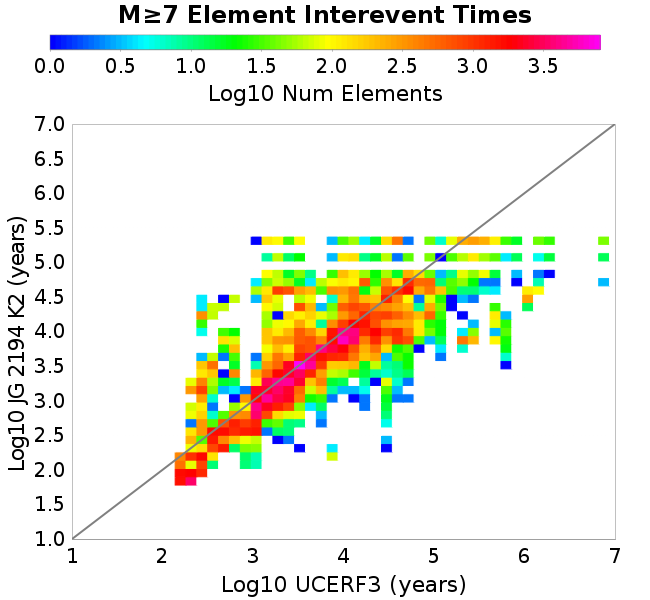 M≥7 Element Interevent Times
0.0 0.5 1.0 1.5 2.0 2.5 3.0 3.5
Log10 Num Elements
Log10 JG 2194 K2 (years)
7.0
6.5
6.0
5.5
5.0
4.5
4.0
3.5
3.0
2.5
2.0
1.5
1.0
1 2 3 4 5 6 7
Log10 UCERF3 (years)